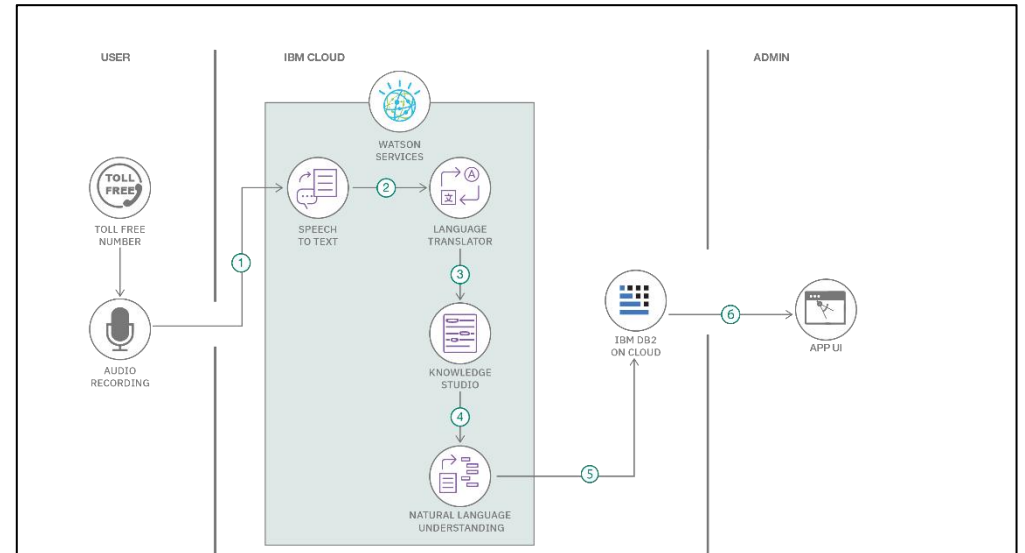 USER
IBM CLOUD
ADMIN
WATSON
SERVICES
TOLL
FREE
TOLL FREE
NUMBER
1
AUDIO
RECORDING
SPEECH
TO TEXT
2
A
文
LANGUAGE
TRANSLATOR
3
KNOWLEDGE
STUDIO
4
NATURAL LANGUAGE
UNDERSTANDING
5
IBM DB2
ON CLOUD
6
APP UI